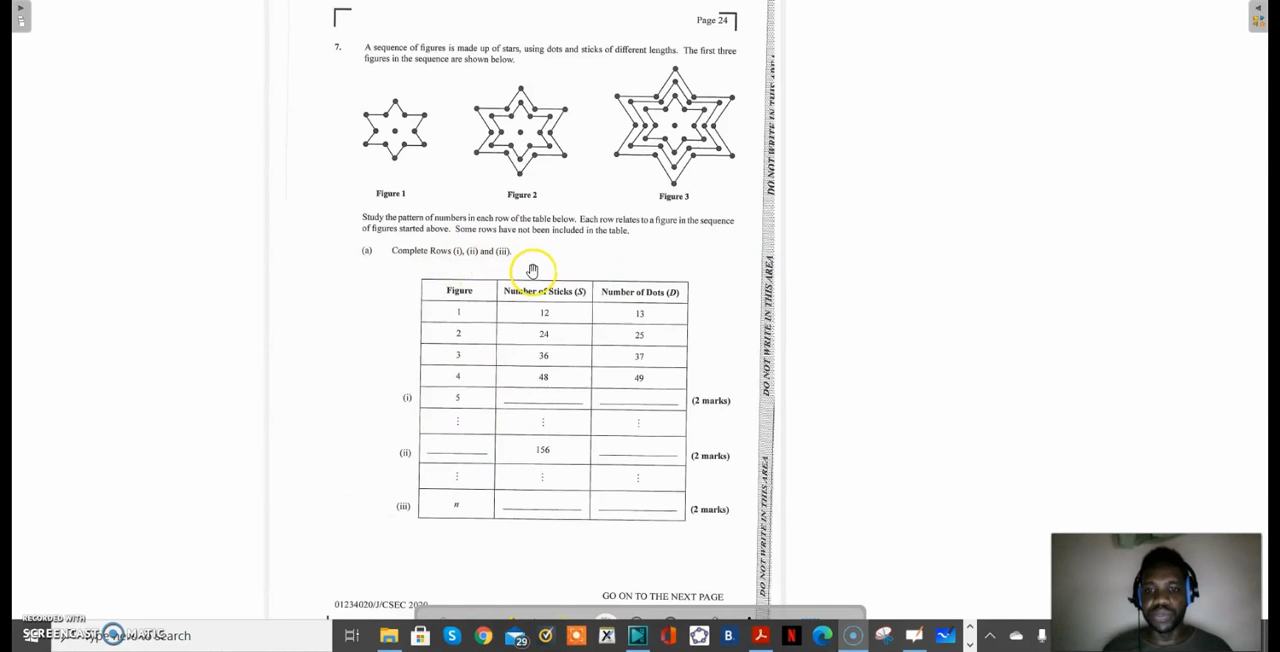 Page 24
7. A sequence of figures is made up of stars, using dots and sticks of different lengths. The first three
figures in the sequence are shown below.
Figure 1 Figure 2 Figure 3
Study the pattern of numbers in each row of the table below. Each row relates to a figure in the sequence
of figures started above. Some rows have not been included in the table.
(a) Complete Rows (i), (ii) and (iii).
Figure Number of Sticks (S) Number of Dots (D)
1 12 13
2 24 25
3 36 37
4 48 49
(i) 5 (2 marks)
(ii) 156 (2 marks)
(iii) n (2 marks)
GO ON TO THE NEXT PAGE
01234020/J/CSEC 2020
DO NOT WRITE IN THIS AREA
DO NOT WRITE IN THIS AREA
DO NOT WRITE IN THIS AREA
RECORDED WITH
SCREENCAST MATIC
search
29